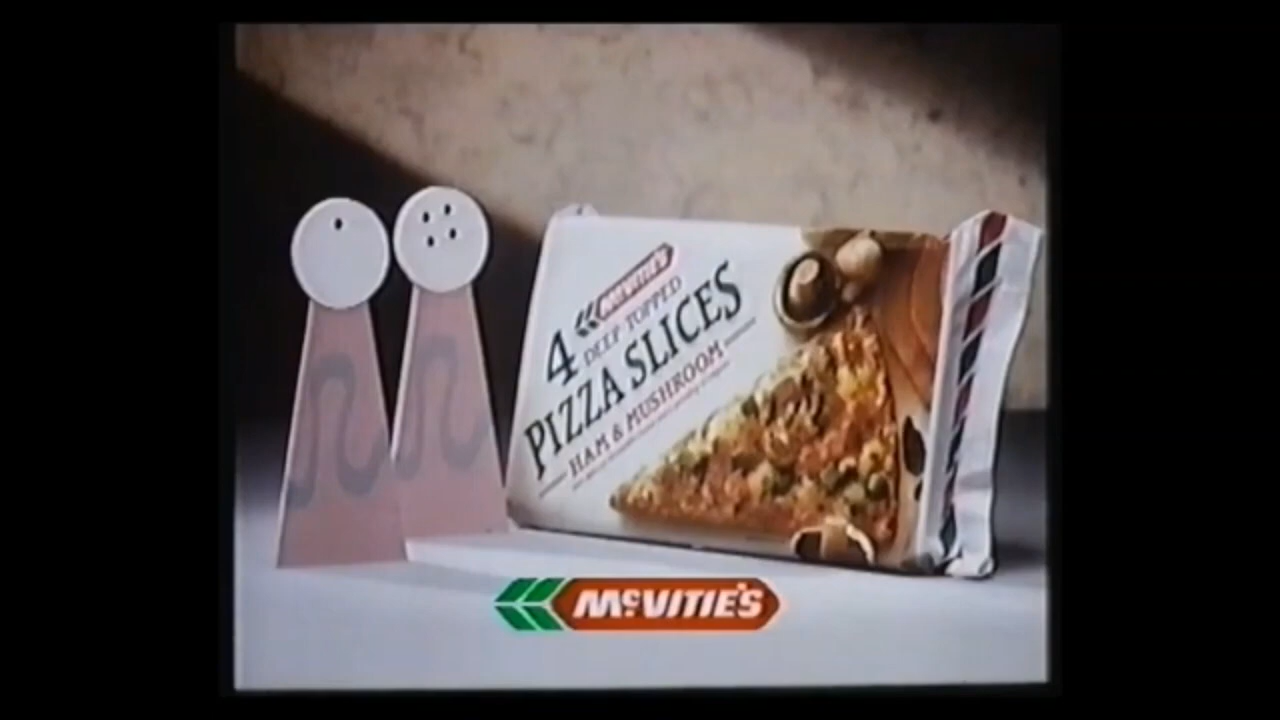 McVITIE'S
4 DEEP TOPPED
PIZZA SLICES
HAM & MUSHROOM
McVITIE'S